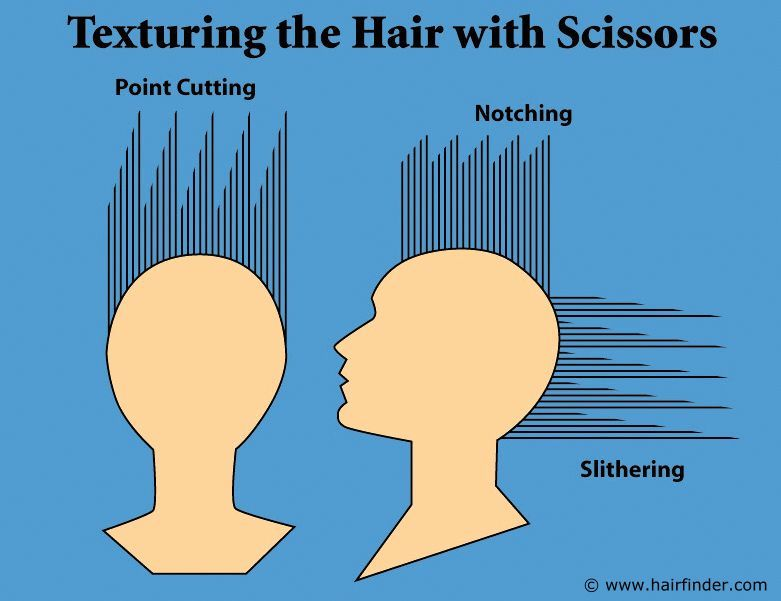 Texturing the Hair with Scissors
Point Cutting
Notching
Slithering
© www.hairfinder.com